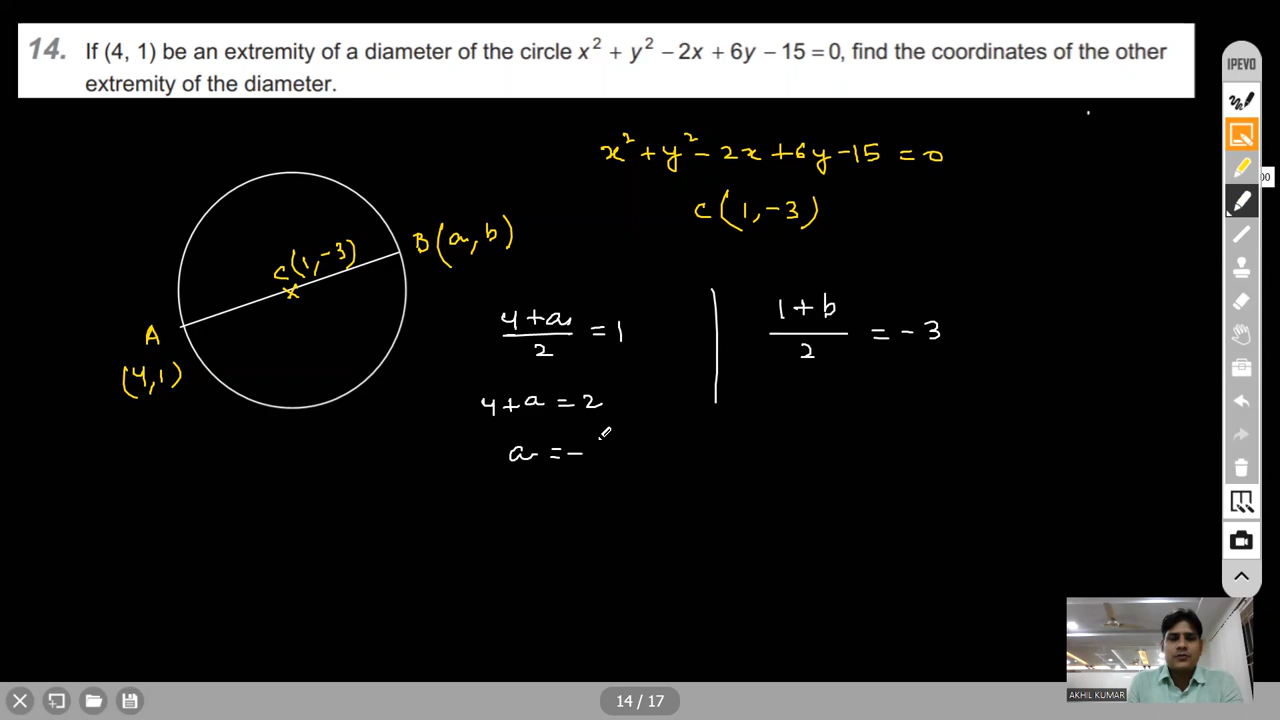 14. If (4, 1) be an extremity of a diameter of the circle x² + y² − 2x + 6y − 15 = 0, find the coordinates of the other
extremity of the diameter.
IPEVO
x² + y² − 2x + 6y − 15 = 0
C(1, −3)
C(1, −3)
B(a, b)
A
(4, 1)
(4 + a)/2 = 1
(1 + b)/2 = −3
4 + a = 2
a = −
00
AKHIL KUMAR
14 / 17